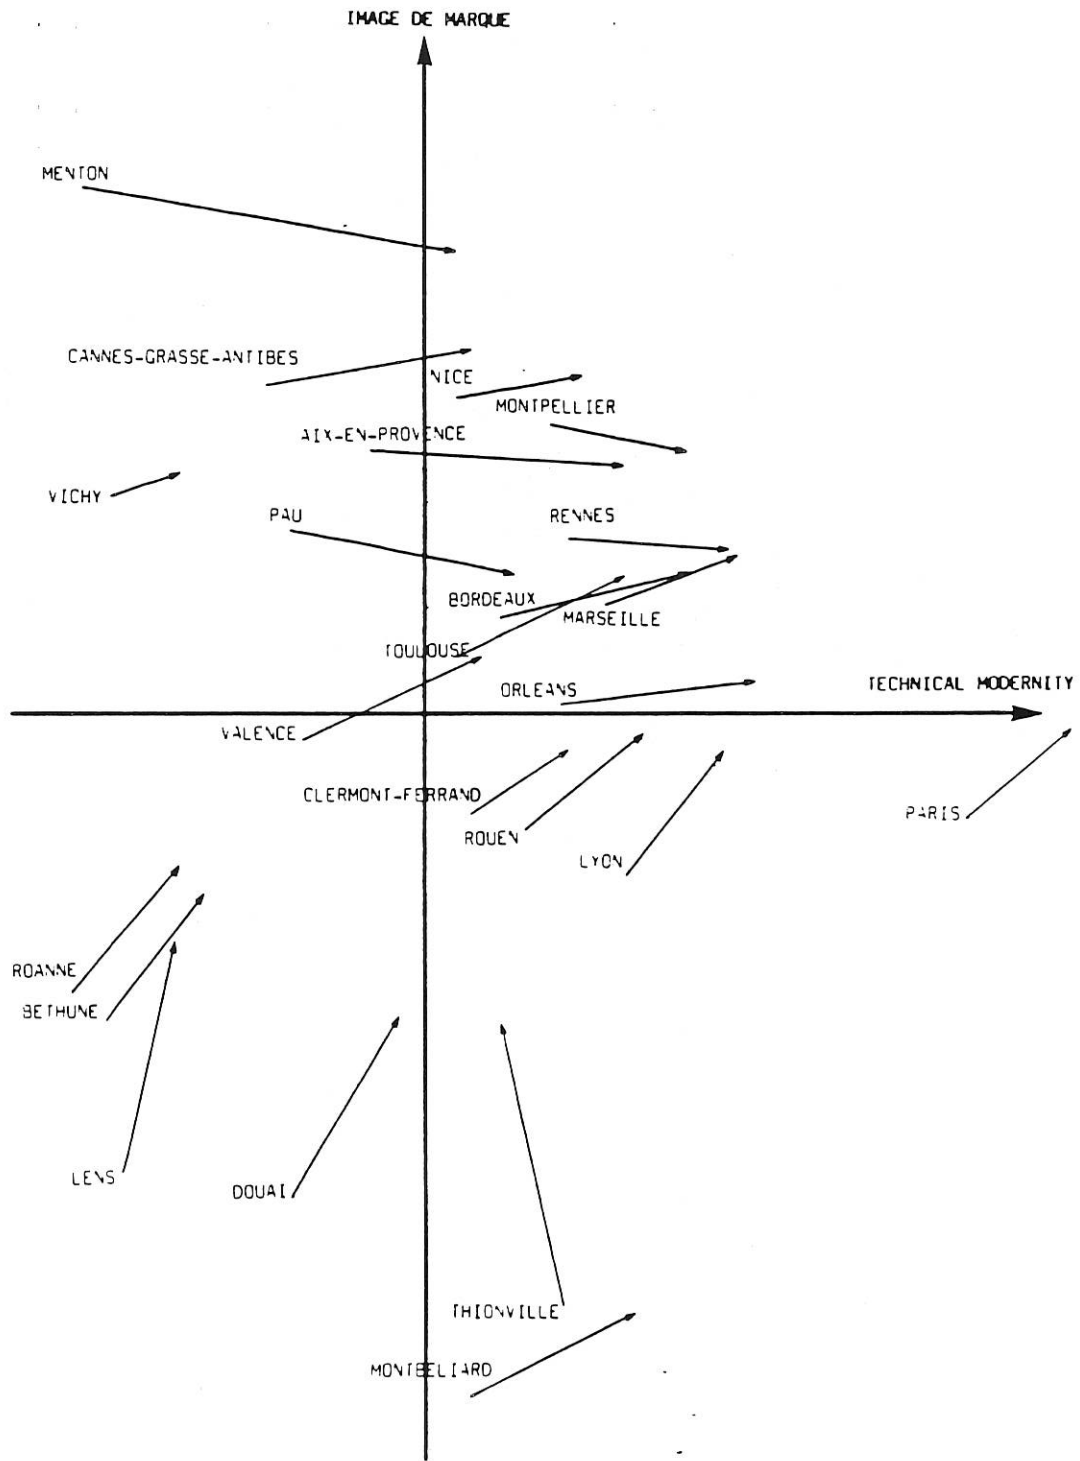 IMAGE DE MARQUE
MENTON
CANNES-GRASSE-ANTIBES
NICE
MONTPELLIER
AIX-EN-PROVENCE
VICHY
PAU
RENNES
BORDEAUX
MARSEILLE
TOULOUSE
ORLEANS
TECHNICAL MODERNITY
VALENCE
CLERMONT-FERRAND
PARIS
ROUEN
LYON
ROANNE
BETHUNE
LENS
DOUAI
THIONVILLE
MONTBELIARD